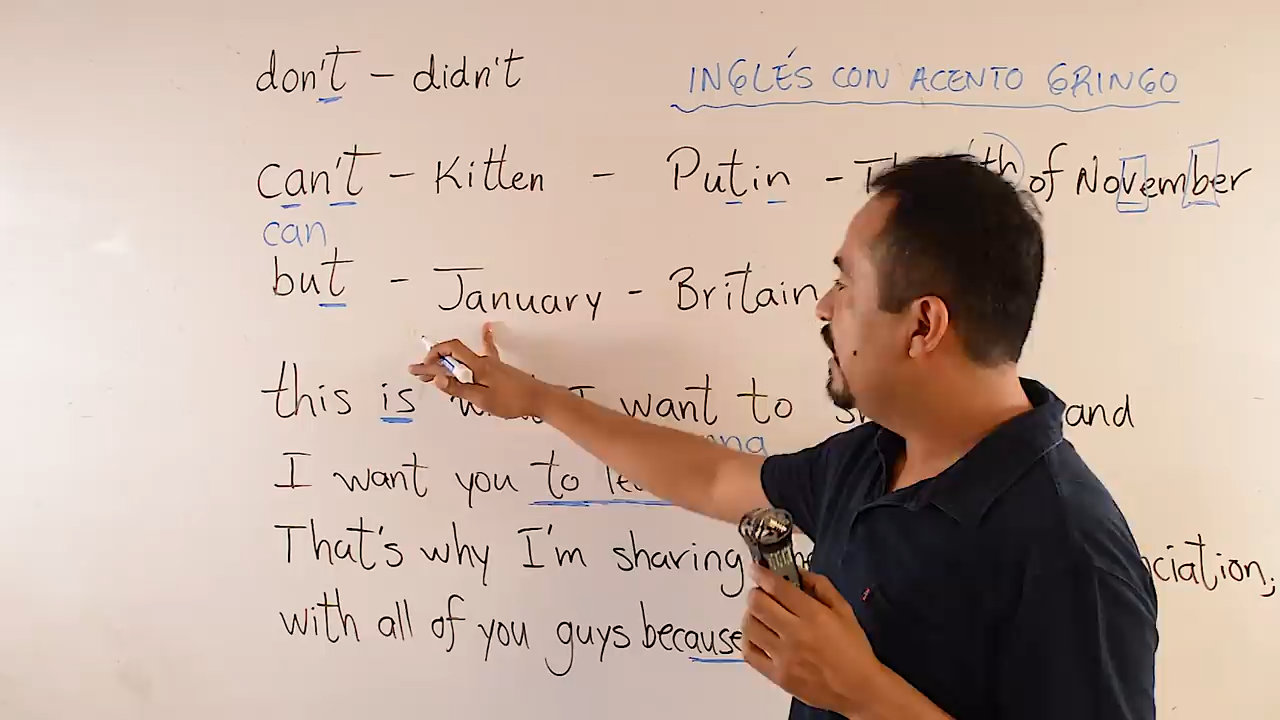 don't - didn't
INGLÉS CON ACENTO GRINGO
can't - Kitten - Putin - th of November
can
but - January - Britain
this is I want to and
I want you to
That's why I'm sharing
with all of you guys because